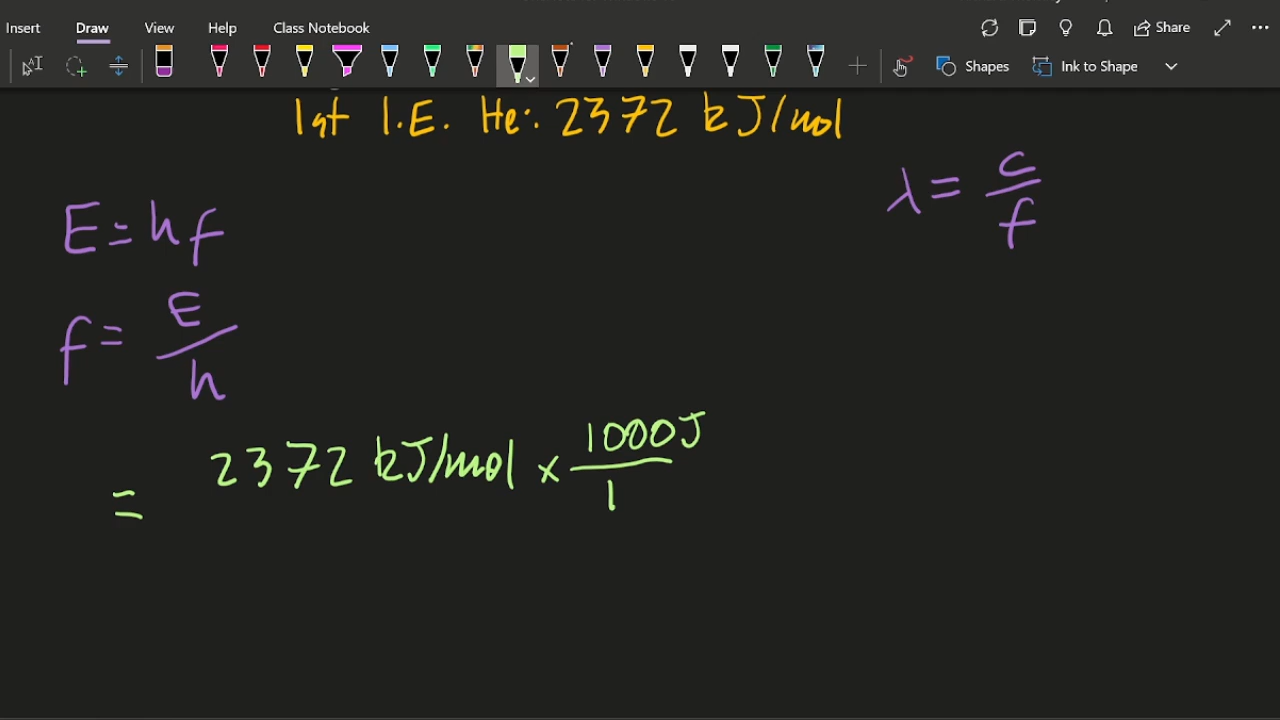 Insert Draw View Help Class Notebook Share
Shapes Ink to Shape
1st I.E. He: 2372 kJ/mol
λ = c/f
E = hf
f = E/h
= 2372 kJ/mol × 1000J/1